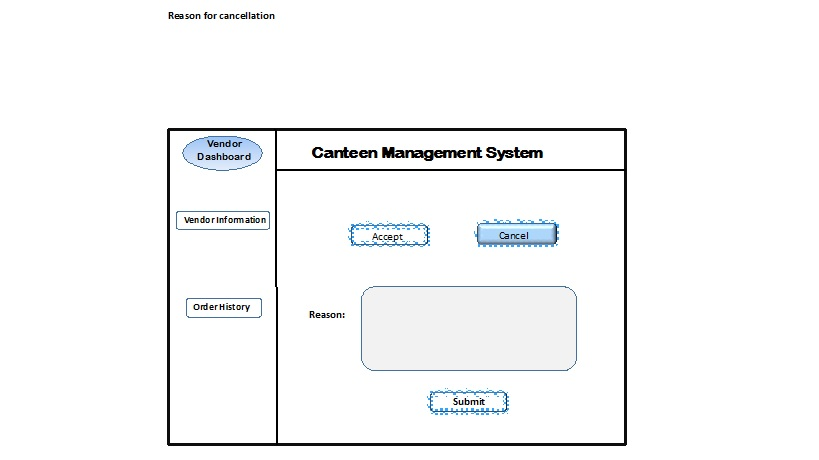 Reason for cancellation
Vendor
Dashboard
Canteen Management System
Vendor Information
Accept
Cancel
Order History
Reason:
Submit